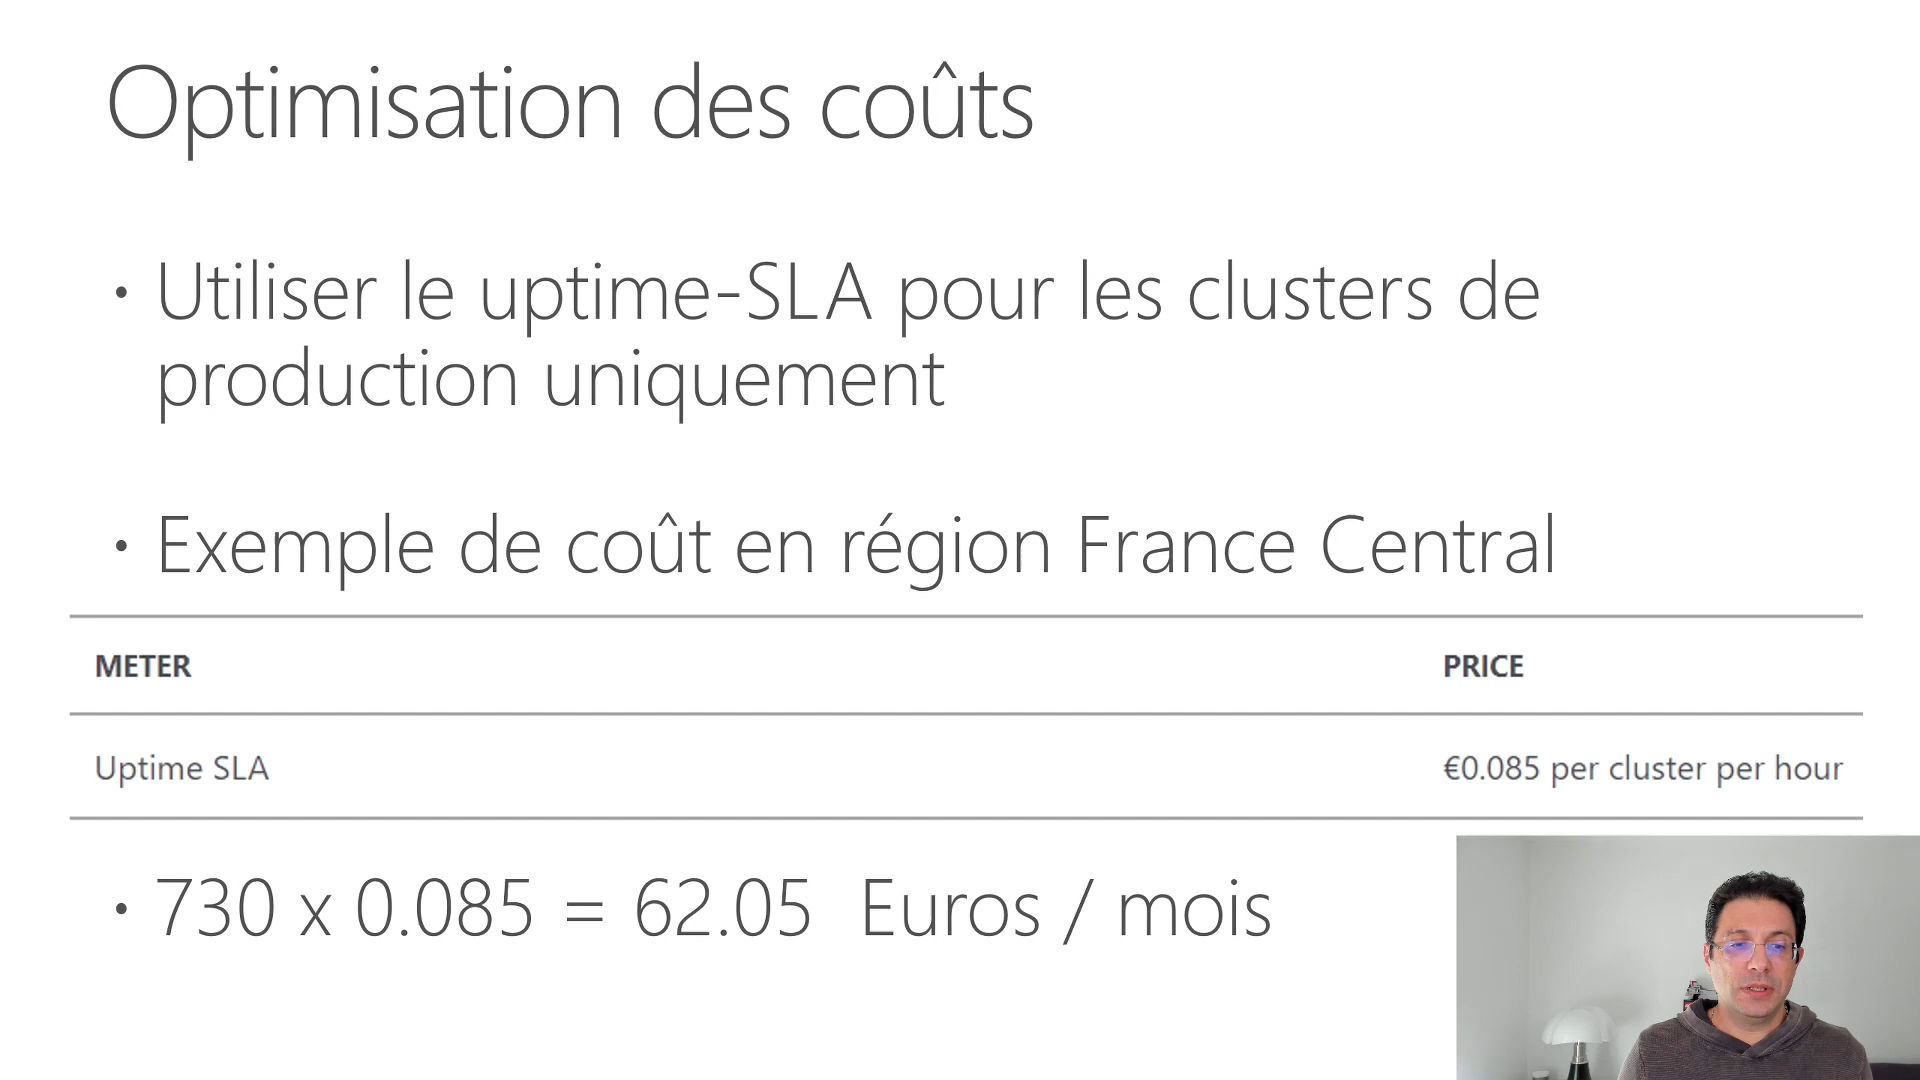 Optimisation des coûts
• Utiliser le uptime-SLA pour les clusters de
production uniquement
• Exemple de coût en région France Central
METER PRICE
Uptime SLA €0.085 per cluster per hour
• 730 x 0.085 = 62.05 Euros / mois